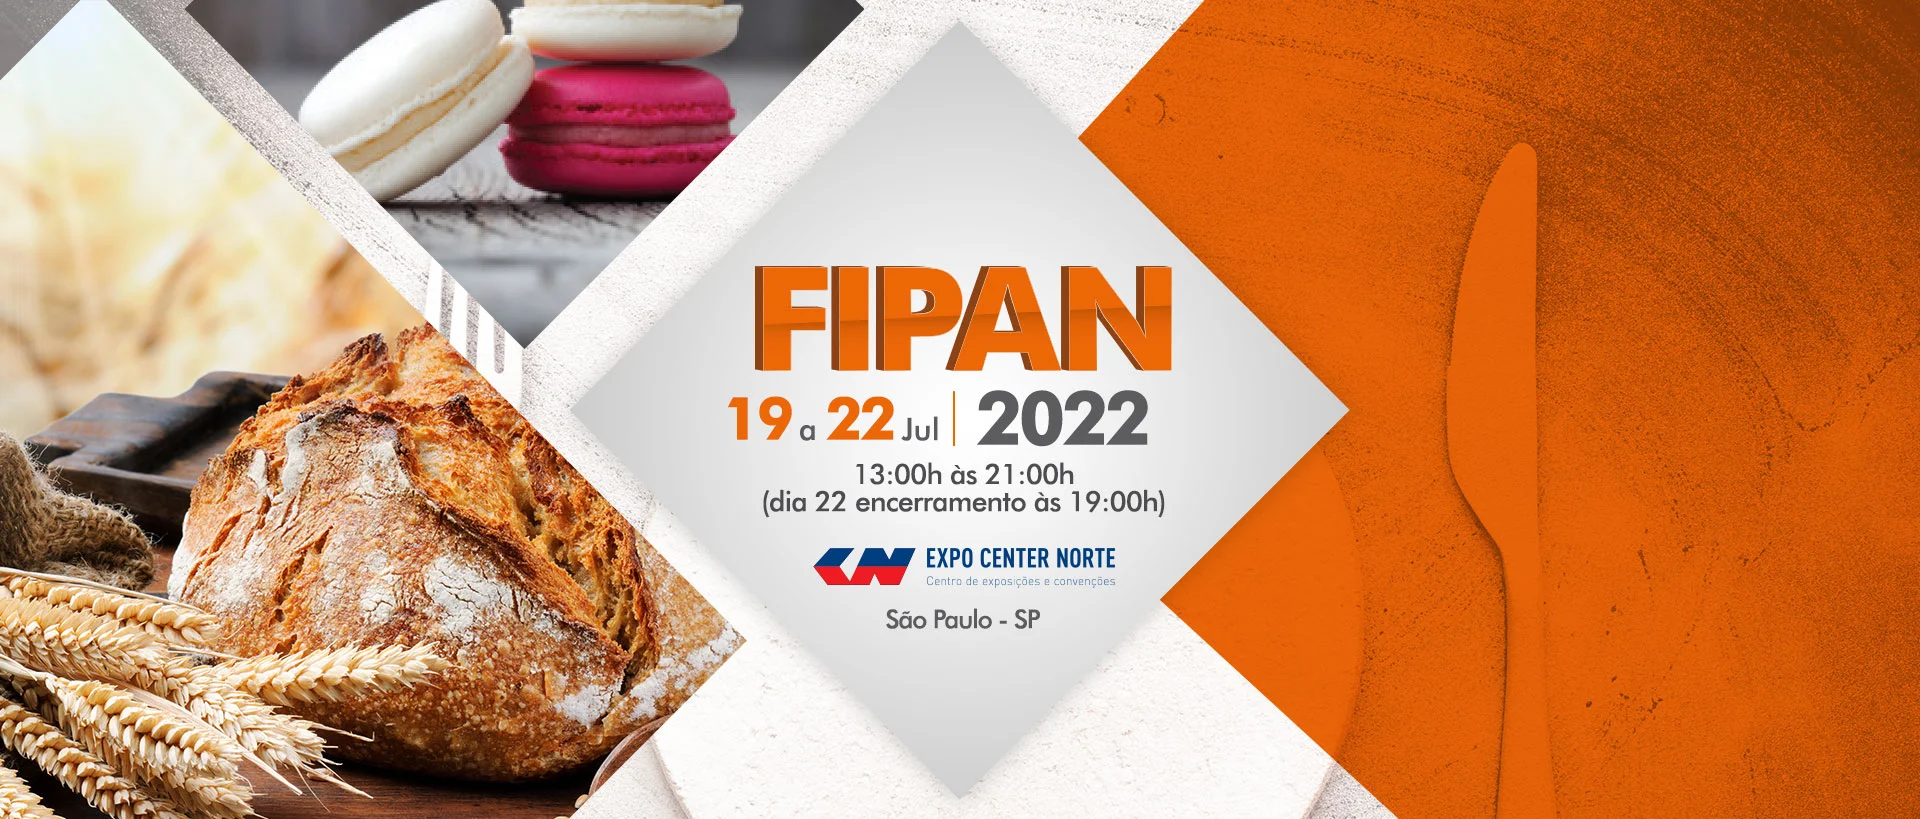 FIPAN
19 a 22 Jul | 2022
13:00h às 21:00h
(dia 22 encerramento às 19:00h)
EXPO CENTER NORTE
Centro de exposições e convenções
São Paulo - SP